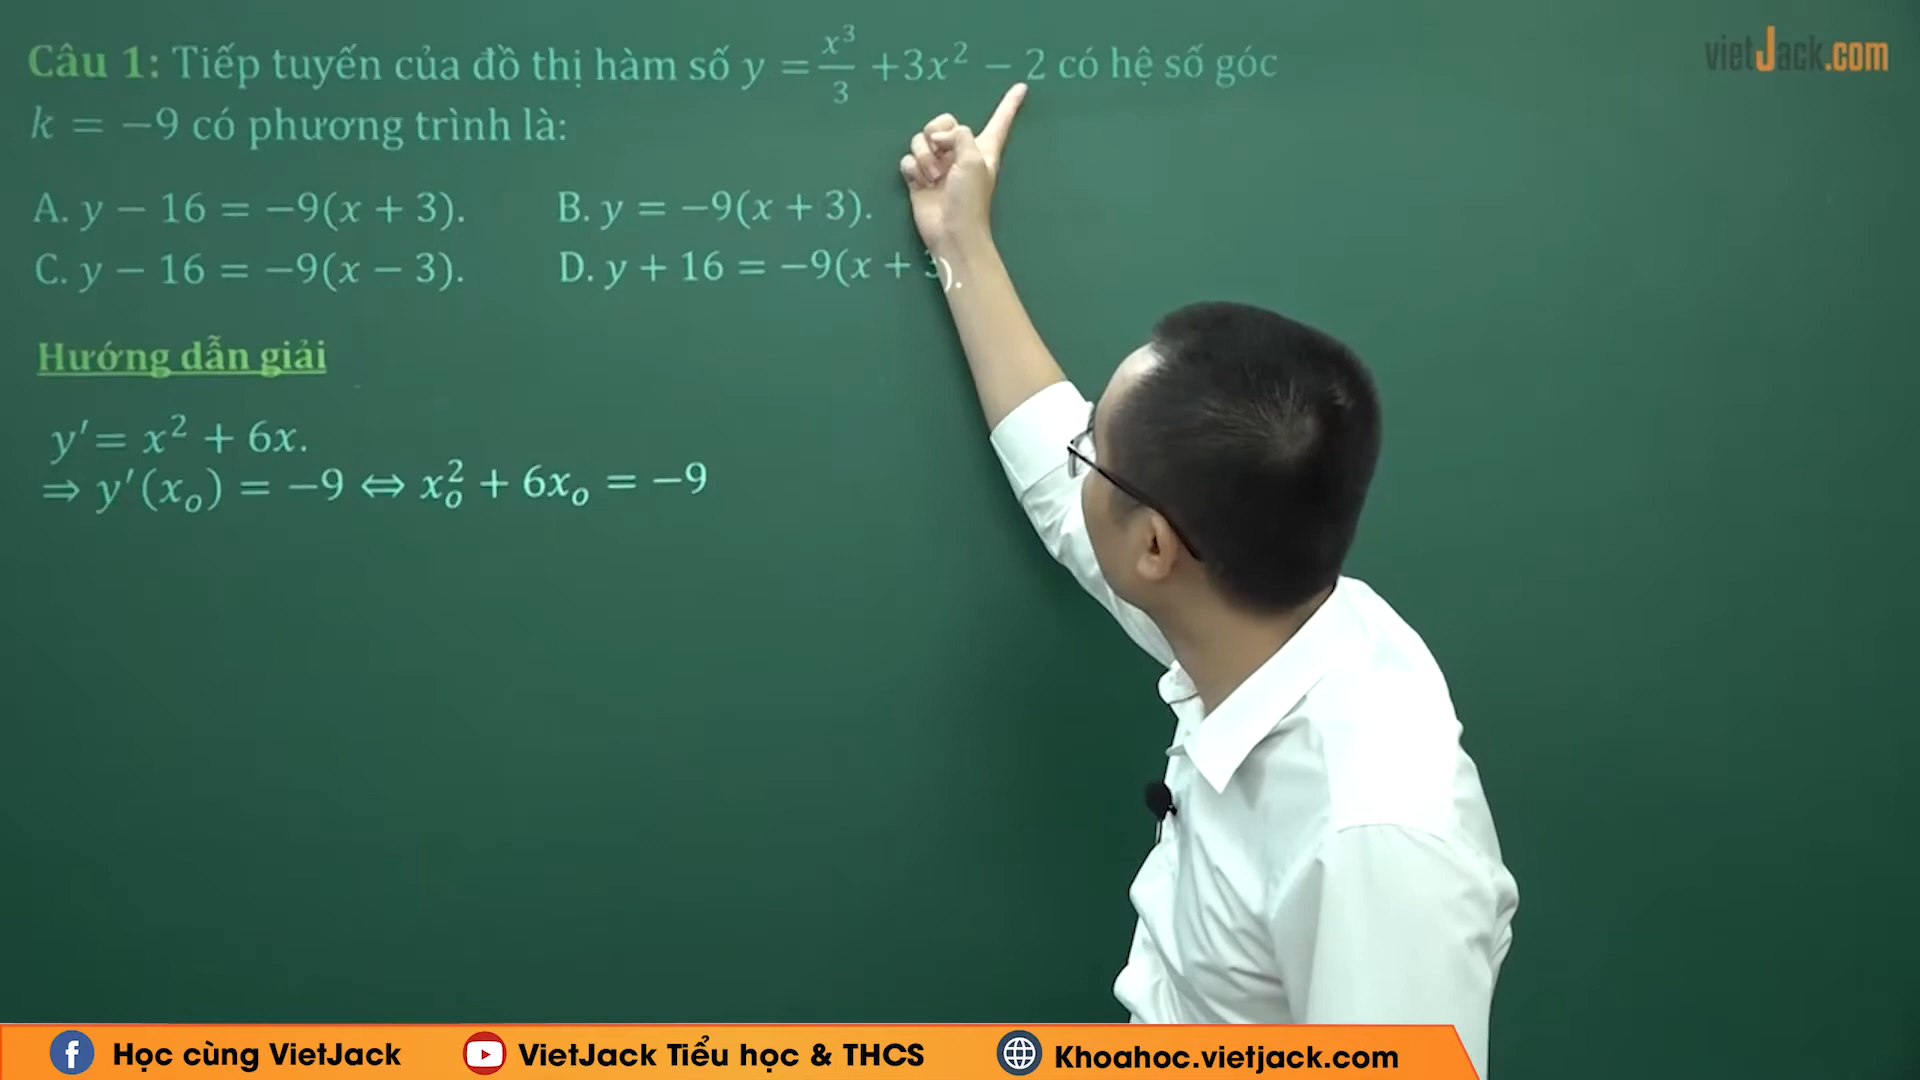 Câu 1: Tiếp tuyến của đồ thị hàm số y = x³/3 + 3x² − 2 có hệ số góc
k = −9 có phương trình là:
A. y − 16 = −9(x + 3). B. y = −9(x + 3).
C. y − 16 = −9(x − 3). D. y + 16 = −9(x + 3).
Hướng dẫn giải
y′= x² + 6x.
⇒ y′(xₒ) = −9 ⇔ xₒ² + 6xₒ = −9
vietJack.com
Học cùng VietJack VietJack Tiểu học & THCS Khoahoc.vietjack.com